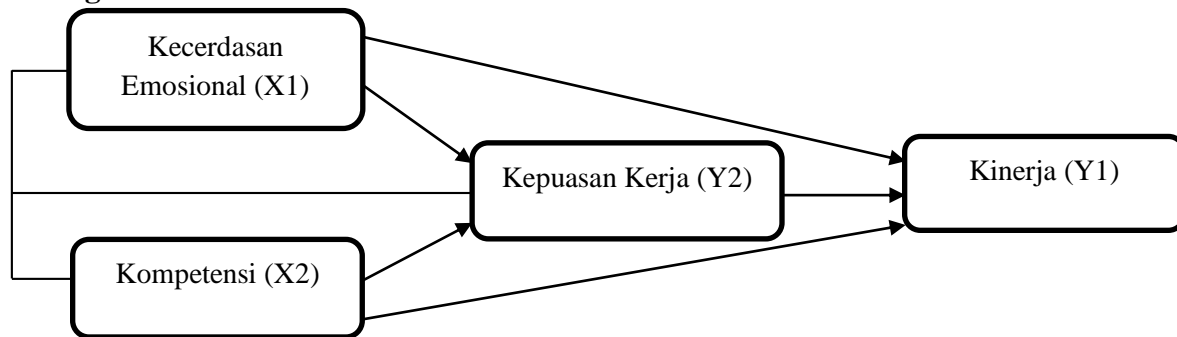 Kecerdasan
Emosional (X1)
Kepuasan Kerja (Y2)
Kinerja (Y1)
Kompetensi (X2)